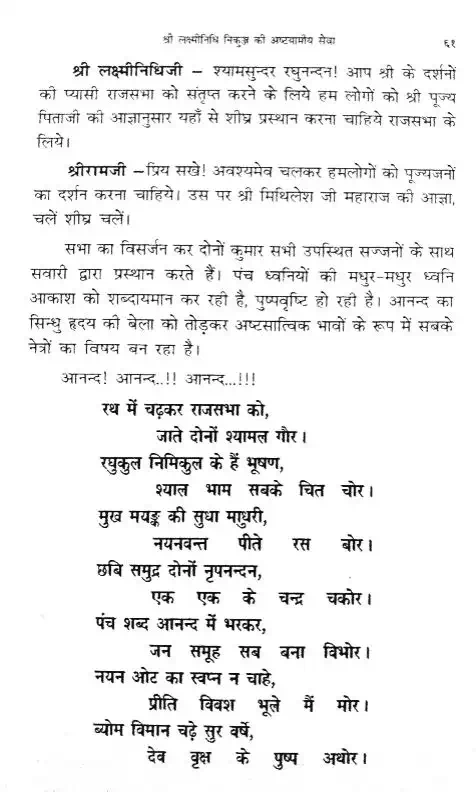 श्री लक्ष्मीनिधि निकुञ्ज की अष्टयामीय सेवा ६१
श्री लक्ष्मीनिधिजी – श्यामसुन्दर रघुनन्दन! आप श्री के दर्शनों
की प्यासी राजसभा को संतृप्त करने के लिये हम लोगों को श्री पूज्य
पिताजी की आज्ञानुसार यहाँ से शीघ्र प्रस्थान करना चाहिये राजसभा के
लिये।
श्रीरामजी –प्रिय सखे! अवश्यमेव चलकर हमलोगों को पूज्यजनों
का दर्शन करना चाहिये। उस पर श्री मिथिलेश जी महाराज की आज्ञा,
चलें शीघ्र चलें।
सभा का विसर्जन कर दोनों कुमार सभी उपस्थित सज्जनों के साथ
सवारी द्वारा प्रस्थान करते हैं। पंच ध्वनियों की मधुर-मधुर ध्वनि
आकाश को शब्दायमान कर रही है, पुष्पवृष्टि हो रही है। आनन्द का
सिन्धु हृदय की बेला को तोड़कर अष्टसात्विक भावों के रूप में सबके
नेत्रों का विषय बन रहा है।
आनन्द! आनन्द..!! आनन्द...!!!
रथ में चढ़कर राजसभा को,
जाते दोनों श्यामल गौर।
रघुकुल निमिकुल के हैं भूषण,
श्याल भाम सबके चित चोर।
मुख मयङ्क की सुधा माधुरी,
नयनवन्त पीते रस बोर।
छबि समुद्र दोनों नृपनन्दन,
एक एक के चन्द्र चकोर।
पंच शब्द आनन्द में भरकर,
जन समूह सब बना विभोर।
नयन ओट का स्वप्न न चाहे,
प्रीति विवश भूले मैं मोर।
ब्योम विमान चढ़े सुर वर्षे,
देव वृक्ष के पुष्प अथोर।